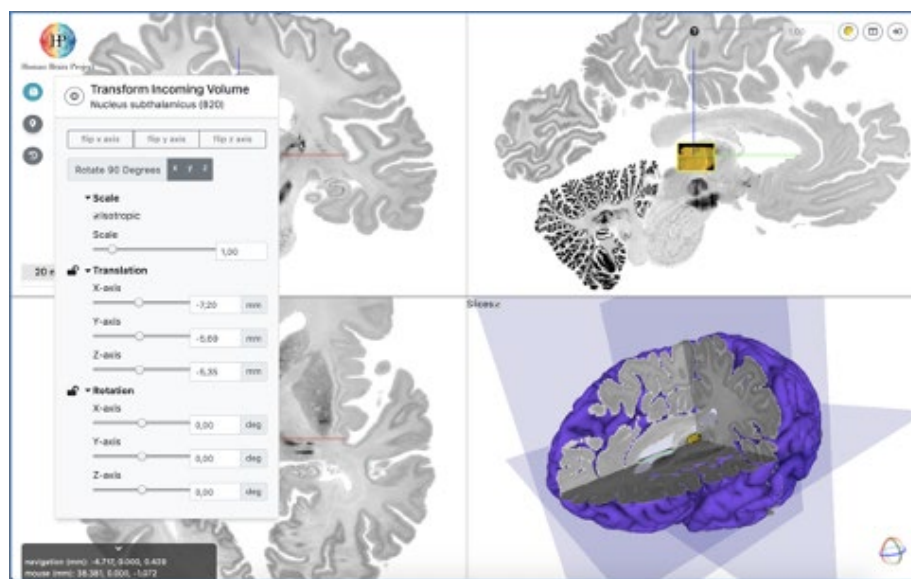 Human Brain Project
Transform Incoming Volume
Nucleus subthalamicus (B20)
flip x axis flip y axis flip z axis
Rotate 90 Degrees x y z
Scale
Isotropic
Scale
1,00
20 m
Translation
X-axis
-7,20 mm
Y-axis
-5,69 mm
Z-axis
-5,35 mm
Rotation
X-axis
0,00 deg
Y-axis
0,00 deg
Z-axis
0,00 deg
navigation (mm): -4.717, 0.000, 0.409
mouse (mm): 38.381, 0.000, -1.072
1,00
Slices